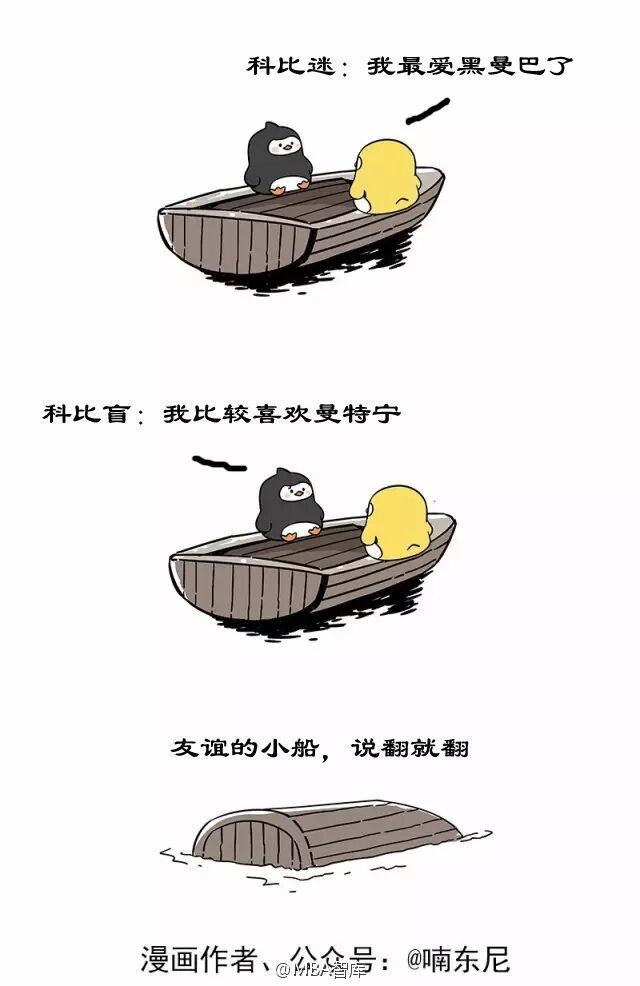 科比迷：我最爱黑曼巴了
科比盲：我比较喜欢曼特宁
友谊的小船，说翻就翻
漫画作者、公众号：@喃东尼
@MBA智库